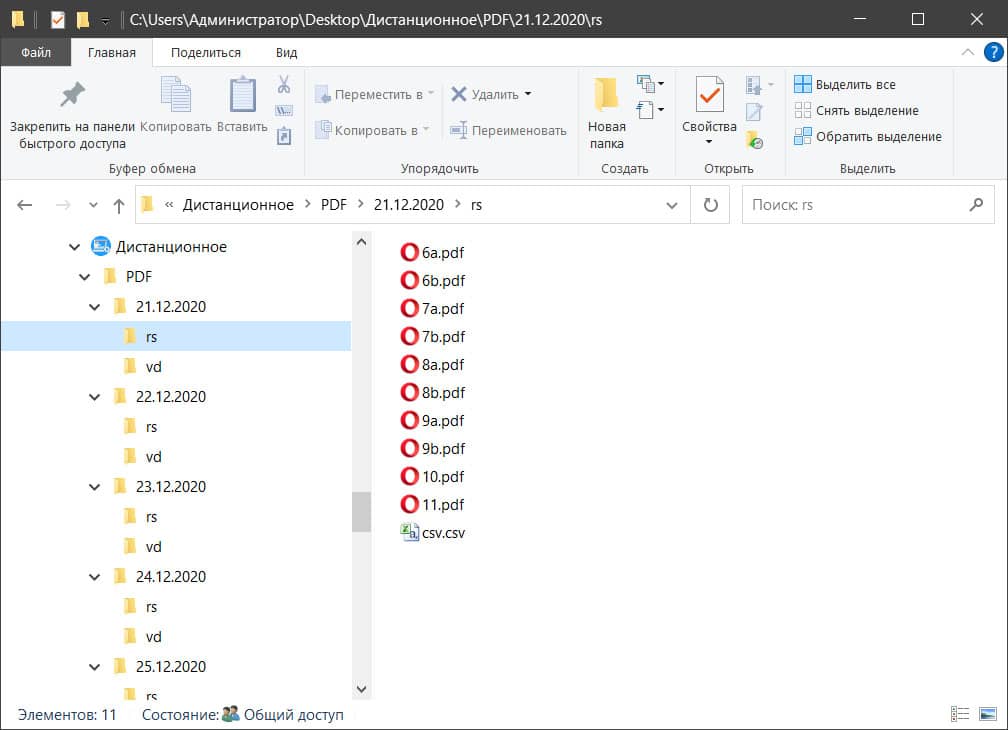 C:\Users\Администратор\Desktop\Дистанционное\PDF\21.12.2020\rs
Файл Главная Поделиться Вид ?
Закрепить на панели быстрого доступа
Копировать
Вставить
Буфер обмена
Переместить в
Копировать в
Удалить
Переименовать
Упорядочить
Новая папка
Создать
Свойства
Открыть
Выделить все
Снять выделение
Обратить выделение
Выделить
« Дистанционное > PDF > 21.12.2020 > rs
Поиск: rs
Дистанционное
PDF
21.12.2020
rs
vd
22.12.2020
rs
vd
23.12.2020
rs
vd
24.12.2020
rs
vd
25.12.2020
rs
6a.pdf
6b.pdf
7a.pdf
7b.pdf
8a.pdf
8b.pdf
9a.pdf
9b.pdf
10.pdf
11.pdf
csv.csv
Элементов: 11 Состояние: Общий доступ